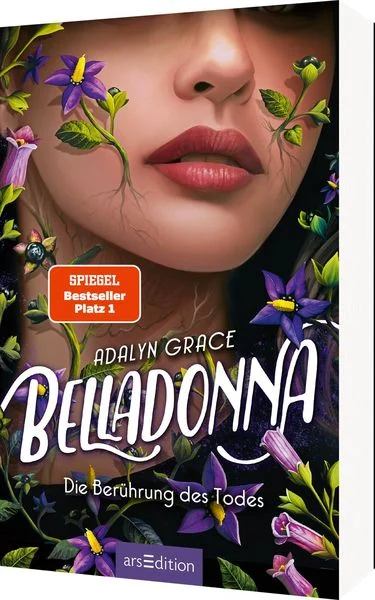 SPIEGEL
Bestseller
Platz 1
ADALYN GRACE
BELLADONNA
Die Berührung des Todes
arsEdition